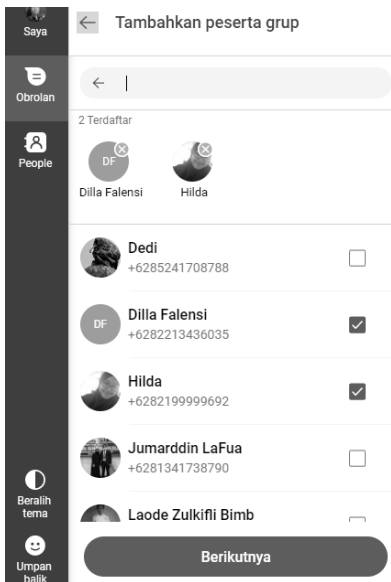 Saya
Tambahkan peserta grup
Obrolan
2 Terdaftar
People
DF
Dilla Falensi
Hilda
Dedi
+6285241708788
DF
Dilla Falensi
+6282213436035
Hilda
+6282199999692
Jumarddin LaFua
+6281341738790
Laode Zulkifli Bimb
Beralih
tema
Berikutnya
Umpan
balik